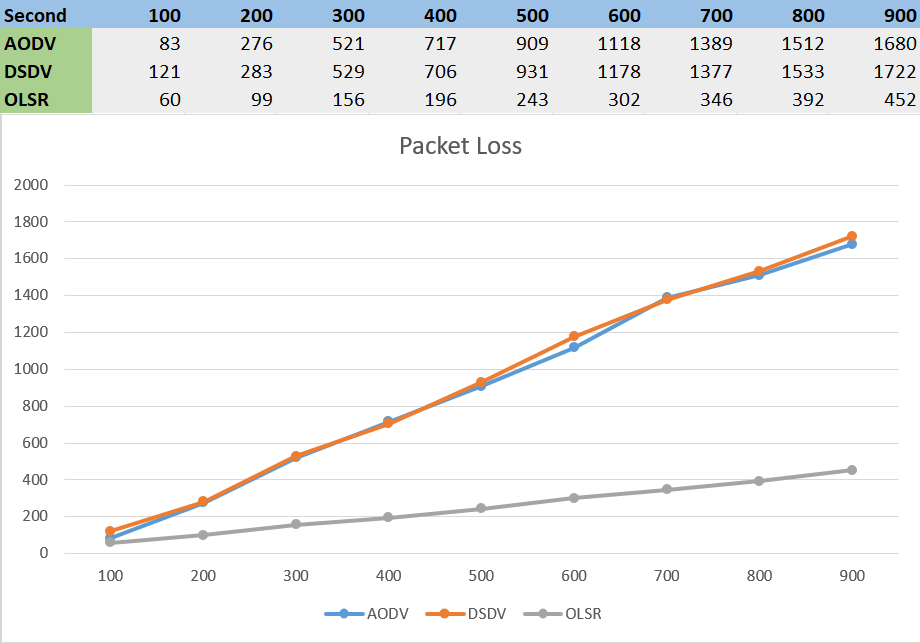 Second 100 200 300 400 500 600 700 800 900
AODV 83 276 521 717 909 1118 1389 1512 1680
DSDV 121 283 529 706 931 1178 1377 1533 1722
OLSR 60 99 156 196 243 302 346 392 452
Packet Loss
2000
1800
1600
1400
1200
1000
800
600
400
200
0
100 200 300 400 500 600 700 800 900
AODV DSDV OLSR